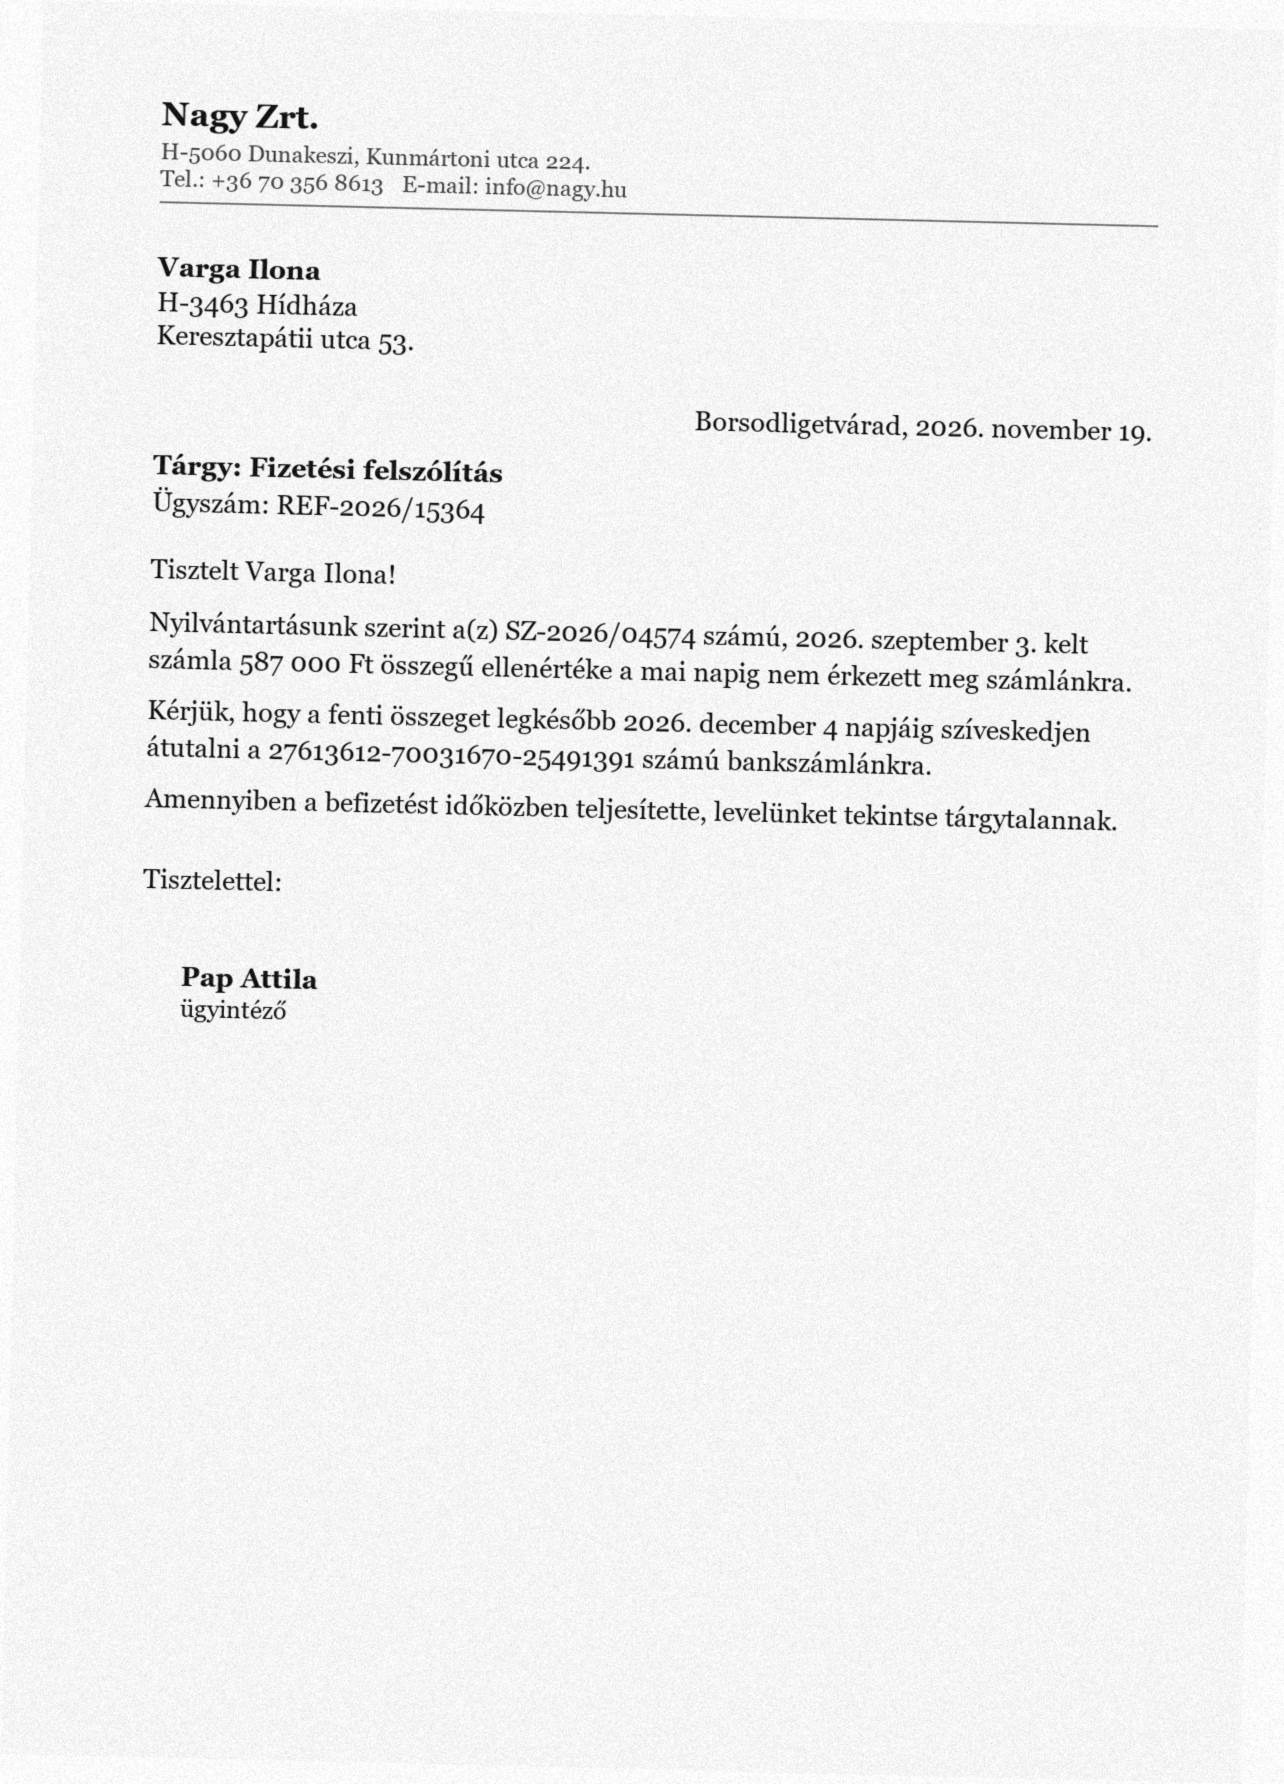 Nagy Zrt.
H-5060 Dunakeszi, Kunmártoni utca 224.
Tel.: +36 70 356 8613 E-mail: info@nagy.hu
Varga Ilona
H-3463 Hídháza
Keresztapátii utca 53.
Borsodligetvárad, 2026. november 19.
Tárgy: Fizetési felszólítás
Ügyszám: REF-2026/15364
Tisztelt Varga Ilona!
Nyilvántartásunk szerint a(z) SZ-2026/04574 számú, 2026. szeptember 3. kelt
számla 587 000 Ft összegű ellenértéke a mai napig nem érkezett meg számlánkra.
Kérjük, hogy a fenti összeget legkésőbb 2026. december 4 napjáig szíveskedjen
átutalni a 27613612-70031670-25491391 számú bankszámlánkra.
Amennyiben a befizetést időközben teljesítette, levelünket tekintse tárgytalannak.
Tisztelettel:
Pap Attila
ügyintéző